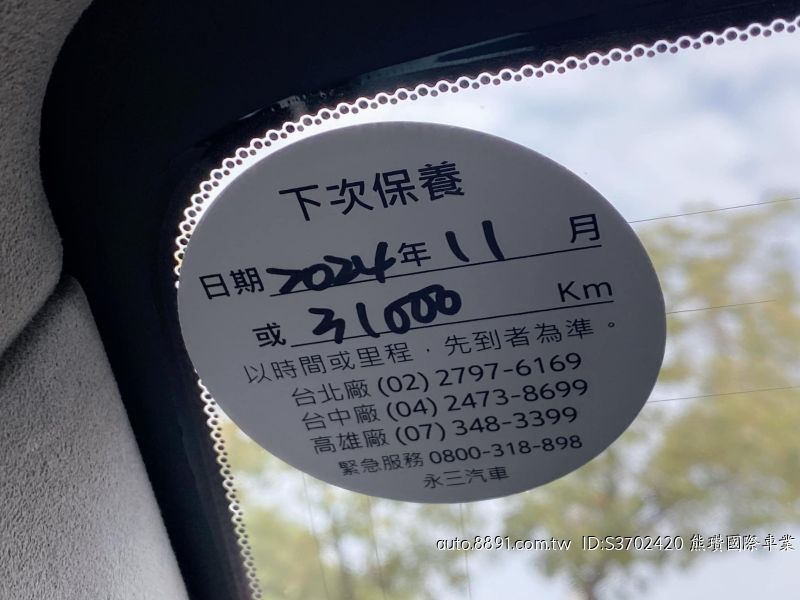 下次保養
日期 2024 年 11 月
或 31000 Km
以時間或里程，先到者為準。
台北廠 (02) 2797-6169
台中廠 (04) 2473-8699
高雄廠 (07) 348-3399
緊急服務 0800-318-898
永三汽車
auto.8891.com.tw ID:S3702420 熊瓚國際車業